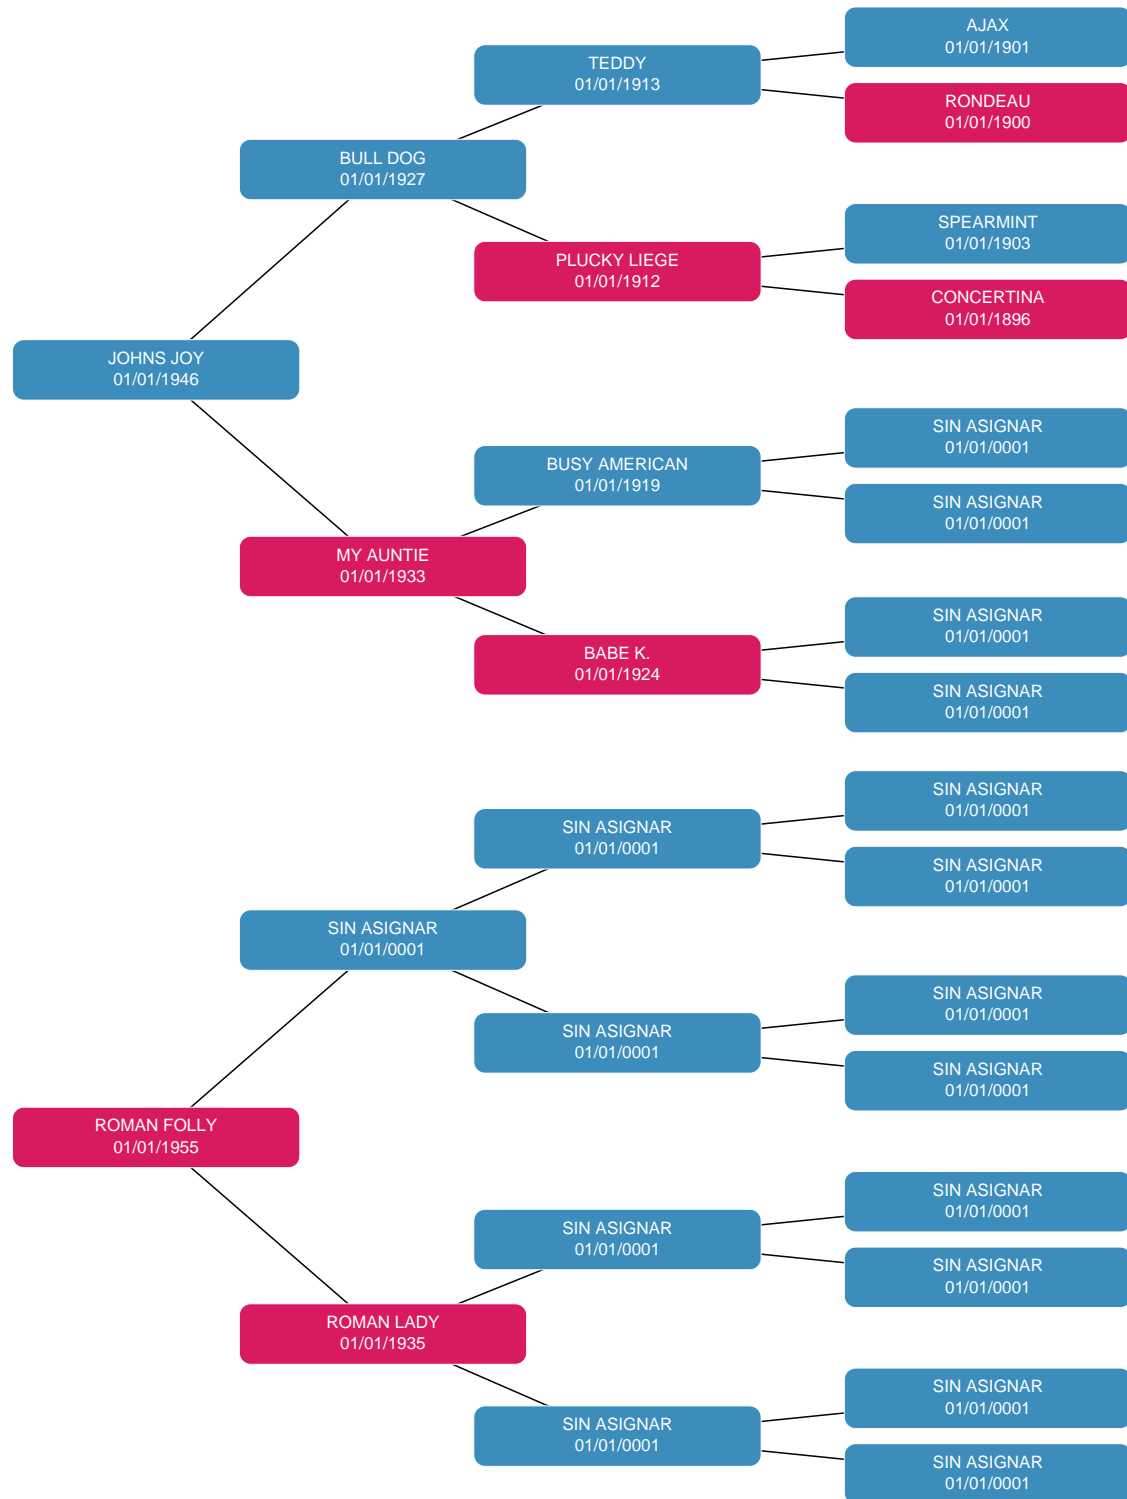 AJAX
01/01/1901
TEDDY
01/01/1913
RONDEAU
01/01/1900
BULL DOG
01/01/1927
SPEARMINT
01/01/1903
PLUCKY LIEGE
01/01/1912
CONCERTINA
01/01/1896
JOHNS JOY
01/01/1946
SIN ASIGNAR
01/01/0001
BUSY AMERICAN
01/01/1919
SIN ASIGNAR
01/01/0001
MY AUNTIE
01/01/1933
SIN ASIGNAR
01/01/0001
BABE K.
01/01/1924
SIN ASIGNAR
01/01/0001
SIN ASIGNAR
01/01/0001
SIN ASIGNAR
01/01/0001
SIN ASIGNAR
01/01/0001
SIN ASIGNAR
01/01/0001
SIN ASIGNAR
01/01/0001
SIN ASIGNAR
01/01/0001
SIN ASIGNAR
01/01/0001
ROMAN FOLLY
01/01/1955
SIN ASIGNAR
01/01/0001
SIN ASIGNAR
01/01/0001
SIN ASIGNAR
01/01/0001
ROMAN LADY
01/01/1935
SIN ASIGNAR
01/01/0001
SIN ASIGNAR
01/01/0001
SIN ASIGNAR
01/01/0001